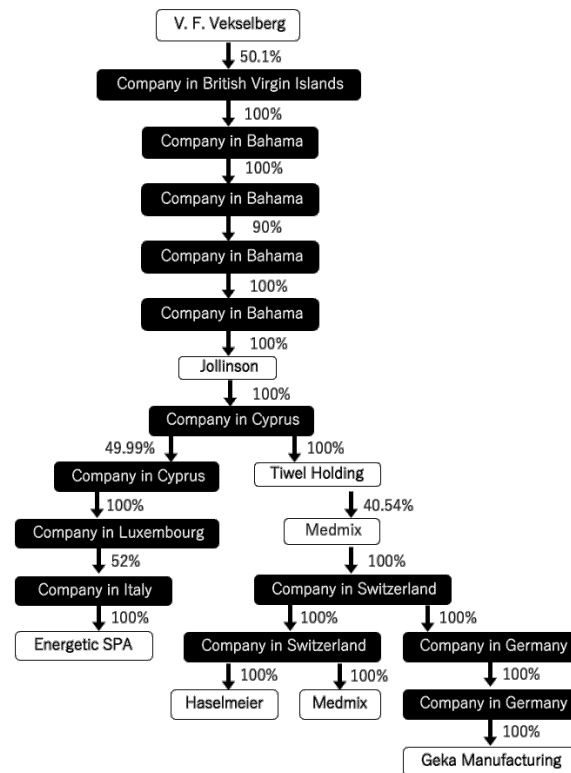 V. F. Vekselberg
50.1%
Company in British Virgin Islands
100%
Company in Bahama
100%
Company in Bahama
90%
Company in Bahama
100%
Company in Bahama
100%
Jollinson
100%
Company in Cyprus
49.99% 100%
Company in Cyprus Tiwel Holding
100% 40.54%
Company in Luxembourg Medmix
52% 100%
Company in Italy Company in Switzerland
100% 100% 100%
Energetic SPA Company in Switzerland Company in Germany
100% 100% 100%
Haselmeier Medmix Company in Germany
100%
Geka Manufacturing